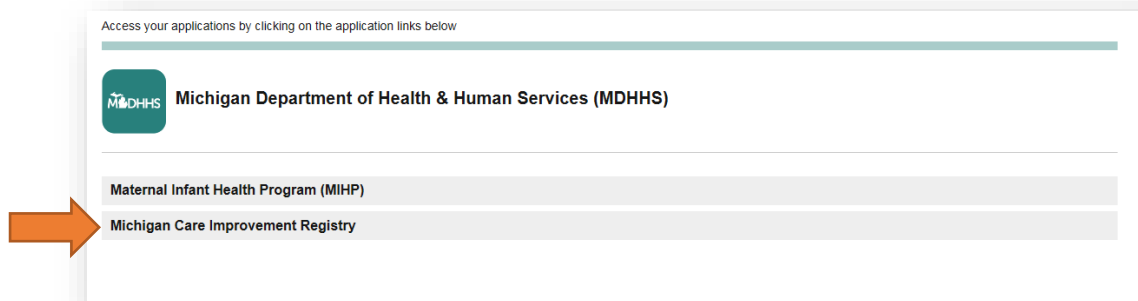 Access your applications by clicking on the application links below
MDHHS
Michigan Department of Health & Human Services (MDHHS)
Maternal Infant Health Program (MIHP)
Michigan Care Improvement Registry